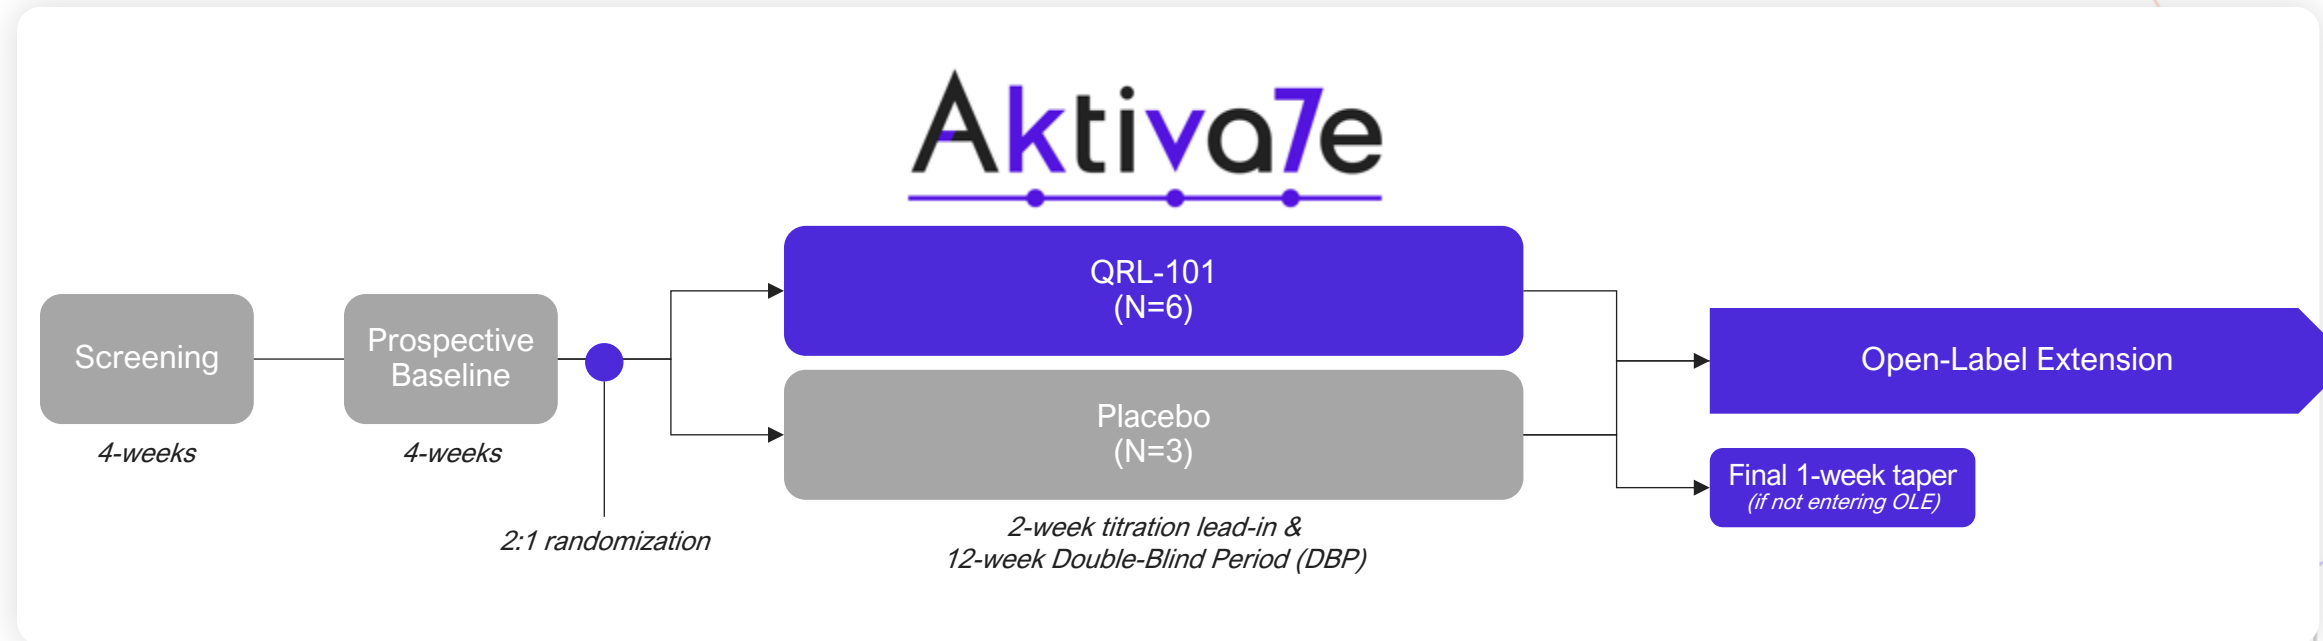 Aktiva7e
QRL-101
(N=6)
Screening
4-weeks
Prospective
Baseline
4-weeks
2:1 randomization
Placebo
(N=3)
2-week titration lead-in &
12-week Double-Blind Period (DBP)
Open-Label Extension
Final 1-week taper
(if not entering OLE)